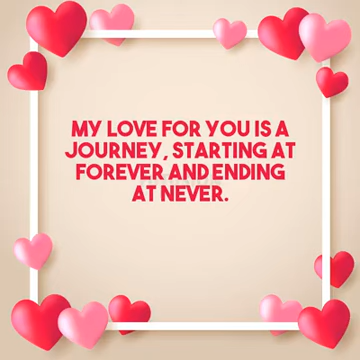 MY LOVE FOR YOU IS A
JOURNEY, STARTING AT
FOREVER AND ENDING
AT NEVER.